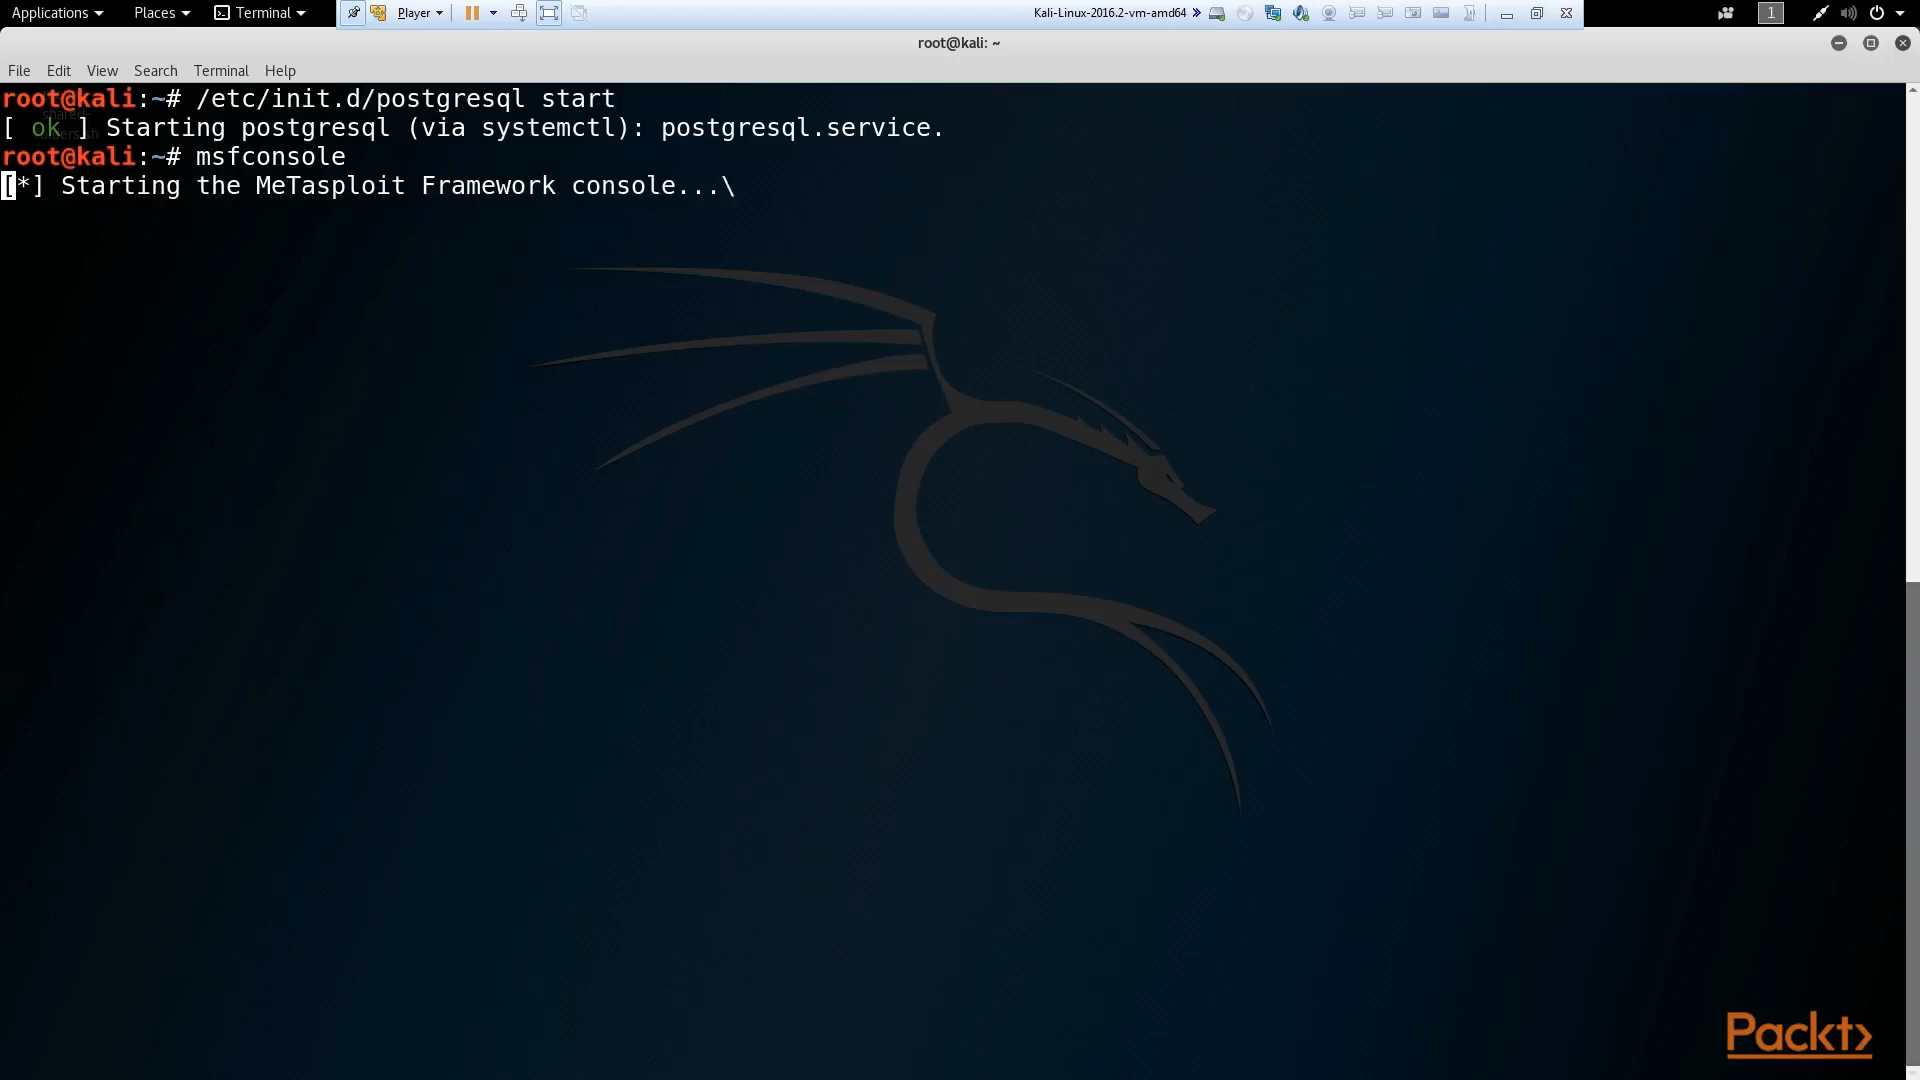 Applications Places Terminal Player Kali-Linux-2016.2-vm-amd64 1
root@kali: ~
File Edit View Search Terminal Help
root@kali:~# /etc/init.d/postgresql start
[ ok ] Starting postgresql (via systemctl): postgresql.service.
root@kali:~# msfconsole
[*] Starting the MeTasploit Framework console...\
Packt